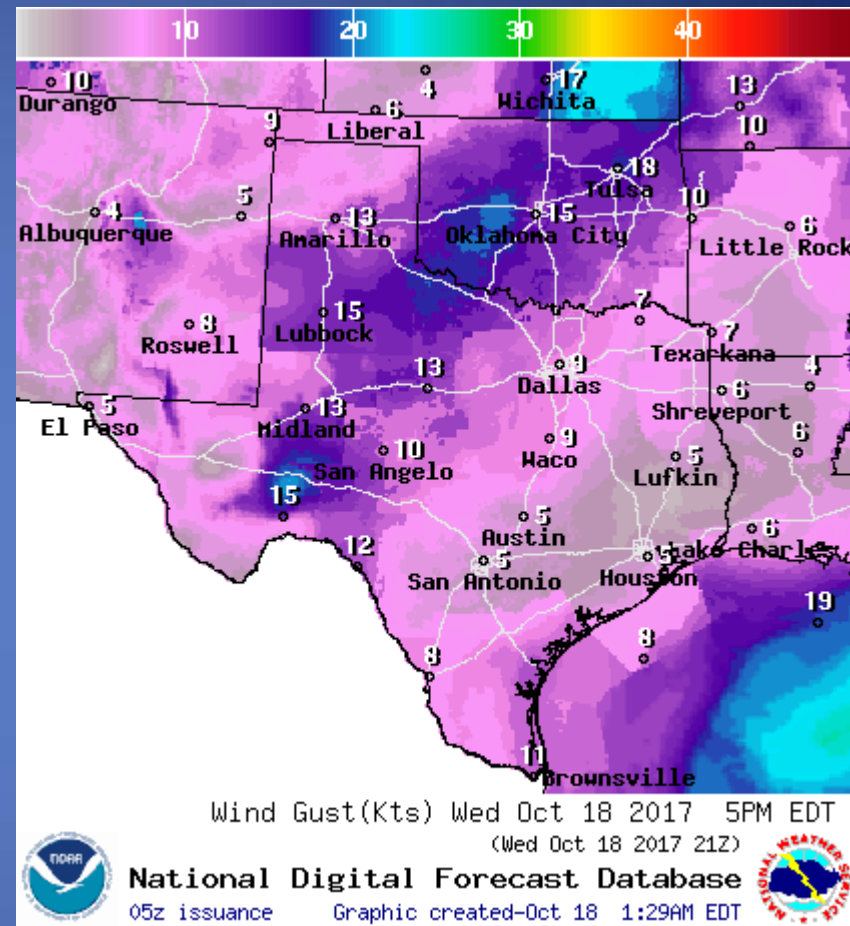 10 20 30 40
10 4 17 13
Durango Wichita
6
Liberal
9 10
18
Tulsa
4 5 13 15 10 6
Albuquerque Amarillo Oklahoma City Little Rock
8 15 7 7
Roswell Lubbock Texarkana
13 9 6 4
Dallas
5 13 Shreveport
El Paso Midland
10 9 5 6
San Angelo Waco Lufkin
15 5 6
Austin
12 5 5 Lake Charles
San Antonio Houston
19
8 8
11
Brownsville
Wind Gust(Kts) Wed Oct 18 2017 5PM EDT
(Wed Oct 18 2017 21Z)
National Digital Forecast Database
05z issuance Graphic created-Oct 18 1:29AM EDT
NOAA
NATIONAL WEATHER SERVICE